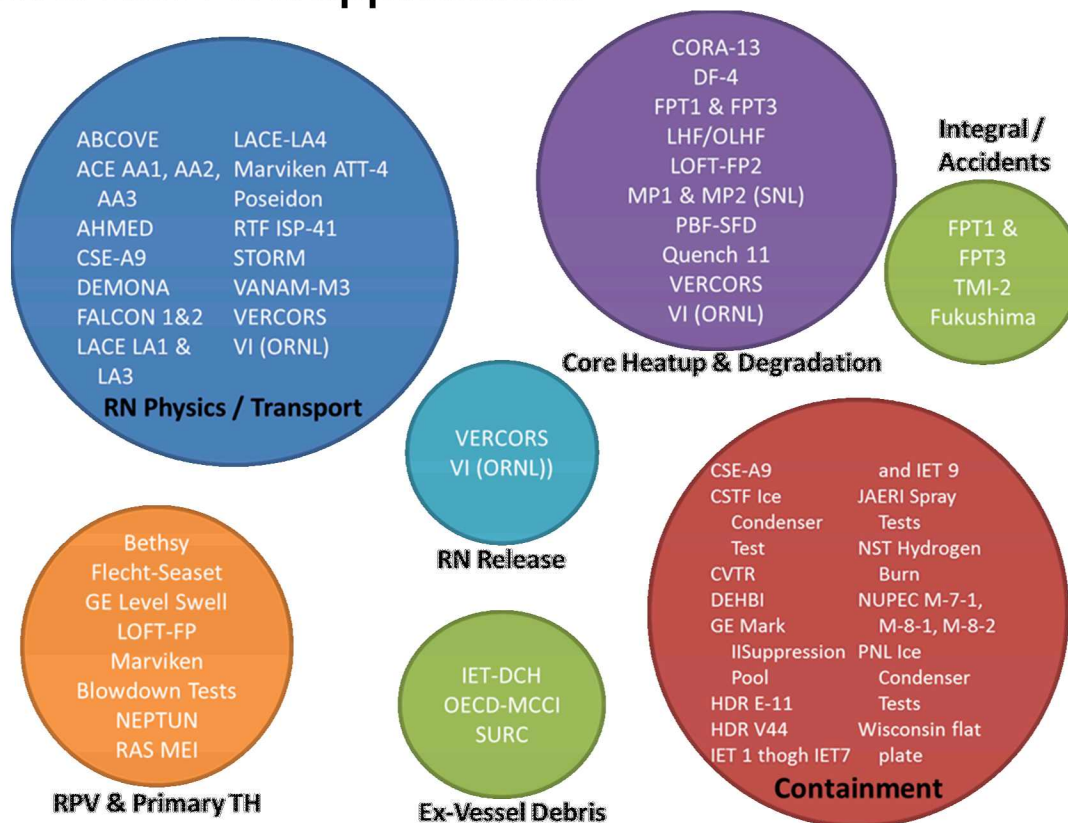 ABCOVE
ACE AA1, AA2,
AA3
AHMED
CSE-A9
DEMONA
FALCON 1&2
LACE LA1 &
LA3
LACE-LA4
Marviken ATT-4
Poseidon
RTF ISP-41
STORM
VANAM-M3
VERCORS
VI (ORNL)
RN Physics / Transport
CORA-13
DF-4
FPT1 & FPT3
LHF/OLHF
LOFT-FP2
MP1 & MP2 (SNL)
PBF-SFD
Quench 11
VERCORS
VI (ORNL)
Core Heatup & Degradation
Integral /
Accidents
FPT1 &
FPT3
TMI-2
Fukushima
VERCORS
VI (ORNL))
RN Release
Bethsy
Flecht-Seaset
GE Level Swell
LOFT-FP
Marviken
Blowdown Tests
NEPTUN
RAS MEI
RPV & Primary TH
IET-DCH
OECD-MCCI
SURC
Ex-Vessel Debris
CSE-A9
CSTF Ice
Condenser
Test
CVTR
DEHBI
GE Mark
IISuppression
Pool
HDR E-11
HDR V44
IET 1 thogh IET7
and IET 9
JAERI Spray
Tests
NST Hydrogen
Burn
NUPEC M-7-1,
M-8-1, M-8-2
PNL Ice
Condenser
Tests
Wisconsin flat
plate
Containment